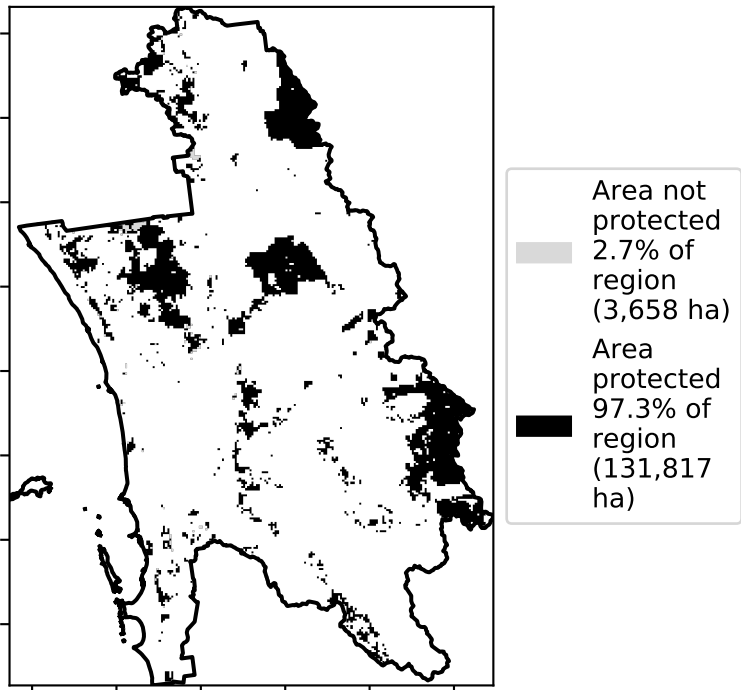 Area not
protected
2.7% of
region
(3,658 ha)
Area
protected
97.3% of
region
(131,817
ha)